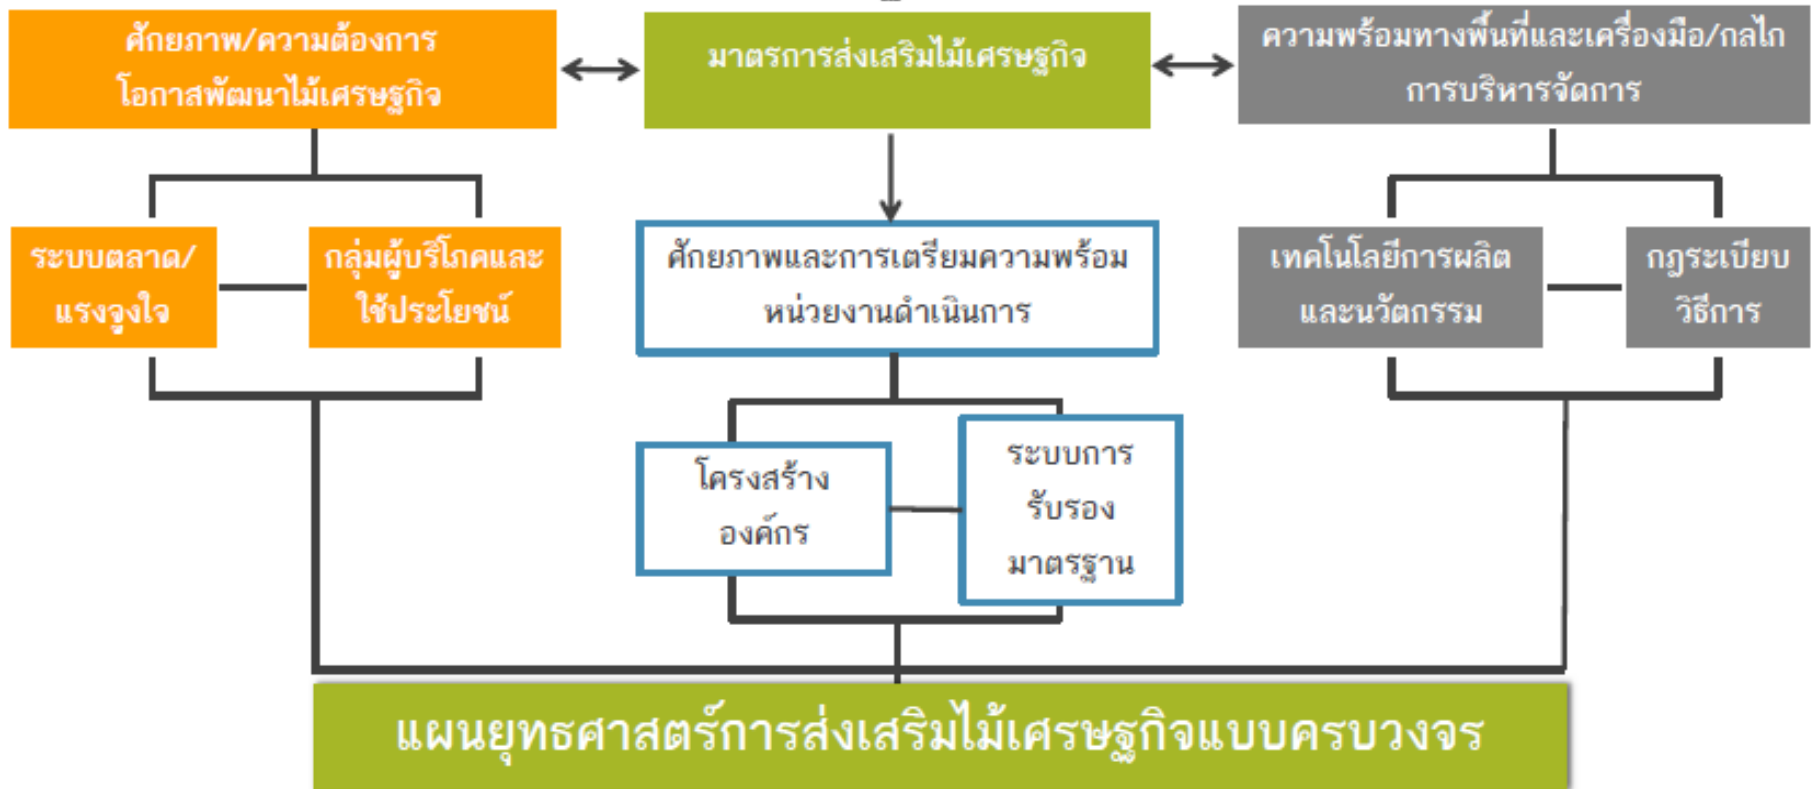 ศักยภาพ/ความต้องการ
โอกาสพัฒนาไม้เศรษฐกิจ
มาตรการส่งเสริมไม้เศรษฐกิจ
ความพร้อมทางพื้นที่และเครื่องมือ/กลไก
การบริหารจัดการ
ระบบตลาด/
แรงจูงใจ
กลุ่มผู้บริโภคและ
ใช้ประโยชน์
ศักยภาพและการเตรียมความพร้อม
หน่วยงานดำเนินการ
เทคโนโลยีการผลิต
และนวัตกรรม
กฎระเบียบ
วิธีการ
โครงสร้าง
องค์กร
ระบบการ
รับรอง
มาตรฐาน
แผนยุทธศาสตร์การส่งเสริมไม้เศรษฐกิจแบบครบวงจร